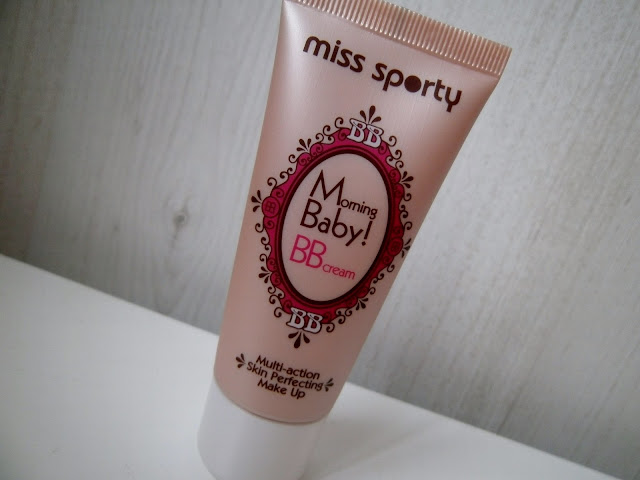 miss sporty
BB
Morning
Baby!
BB cream
BB
Multi-action
Skin Perfecting
Make Up